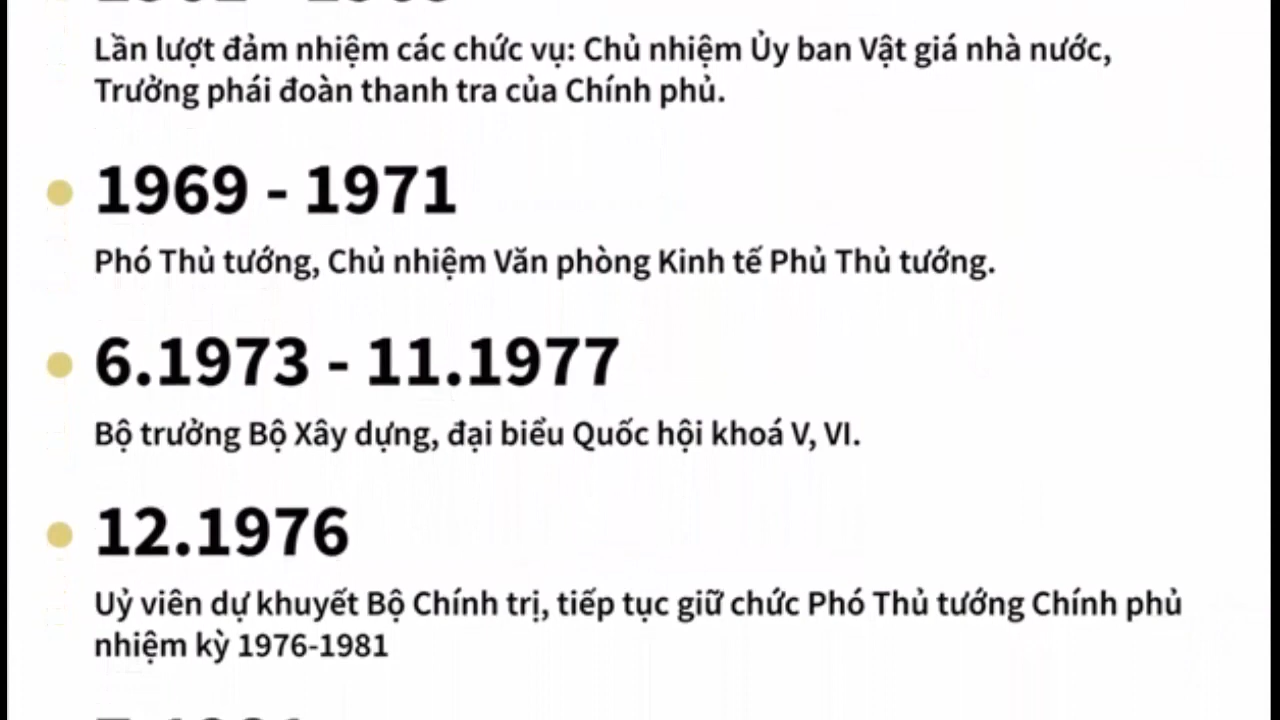 Lần lượt đảm nhiệm các chức vụ: Chủ nhiệm Ủy ban Vật giá nhà nước,
Trưởng phái đoàn thanh tra của Chính phủ.
1969 - 1971
Phó Thủ tướng, Chủ nhiệm Văn phòng Kinh tế Phủ Thủ tướng.
6.1973 - 11.1977
Bộ trưởng Bộ Xây dựng, đại biểu Quốc hội khoá V, VI.
12.1976
Uỷ viên dự khuyết Bộ Chính trị, tiếp tục giữ chức Phó Thủ tướng Chính phủ
nhiệm kỳ 1976-1981